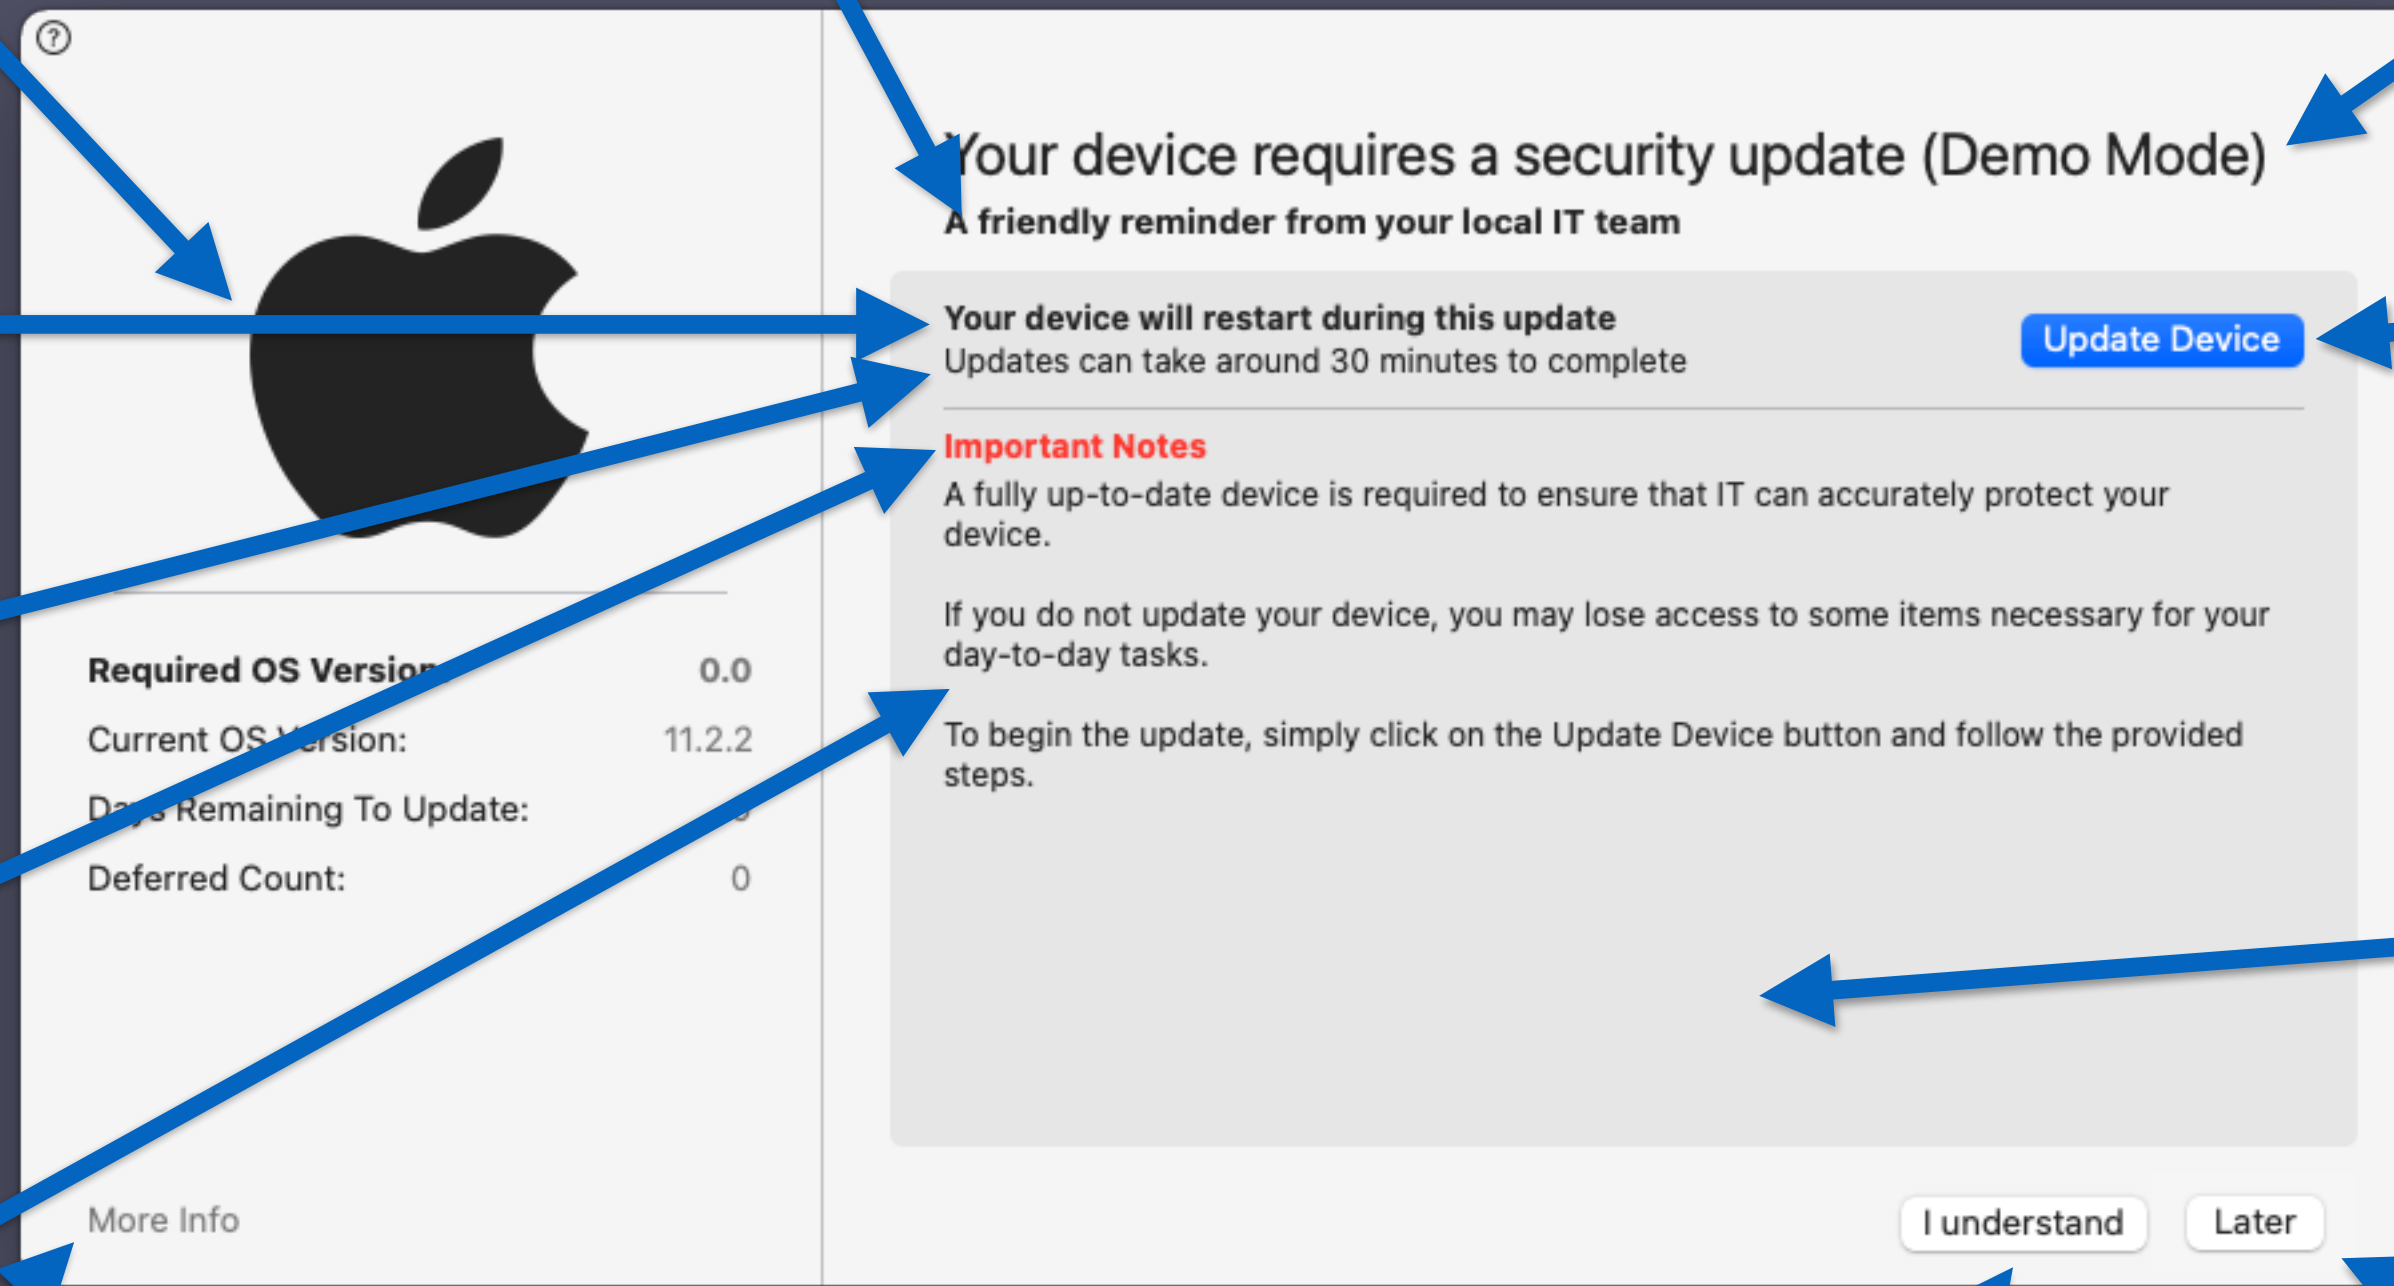 ?
Your device requires a security update (Demo Mode)
A friendly reminder from your local IT team
Your device will restart during this update
Updates can take around 30 minutes to complete
Update Device
Important Notes
A fully up-to-date device is required to ensure that IT can accurately protect your
device.
If you do not update your device, you may lose access to some items necessary for your
day-to-day tasks.
To begin the update, simply click on the Update Device button and follow the provided
steps.
Required OS Version 0.0
Current OS Version: 11.2.2
Days Remaining To Update:
Deferred Count: 0
More Info
I understand
Later